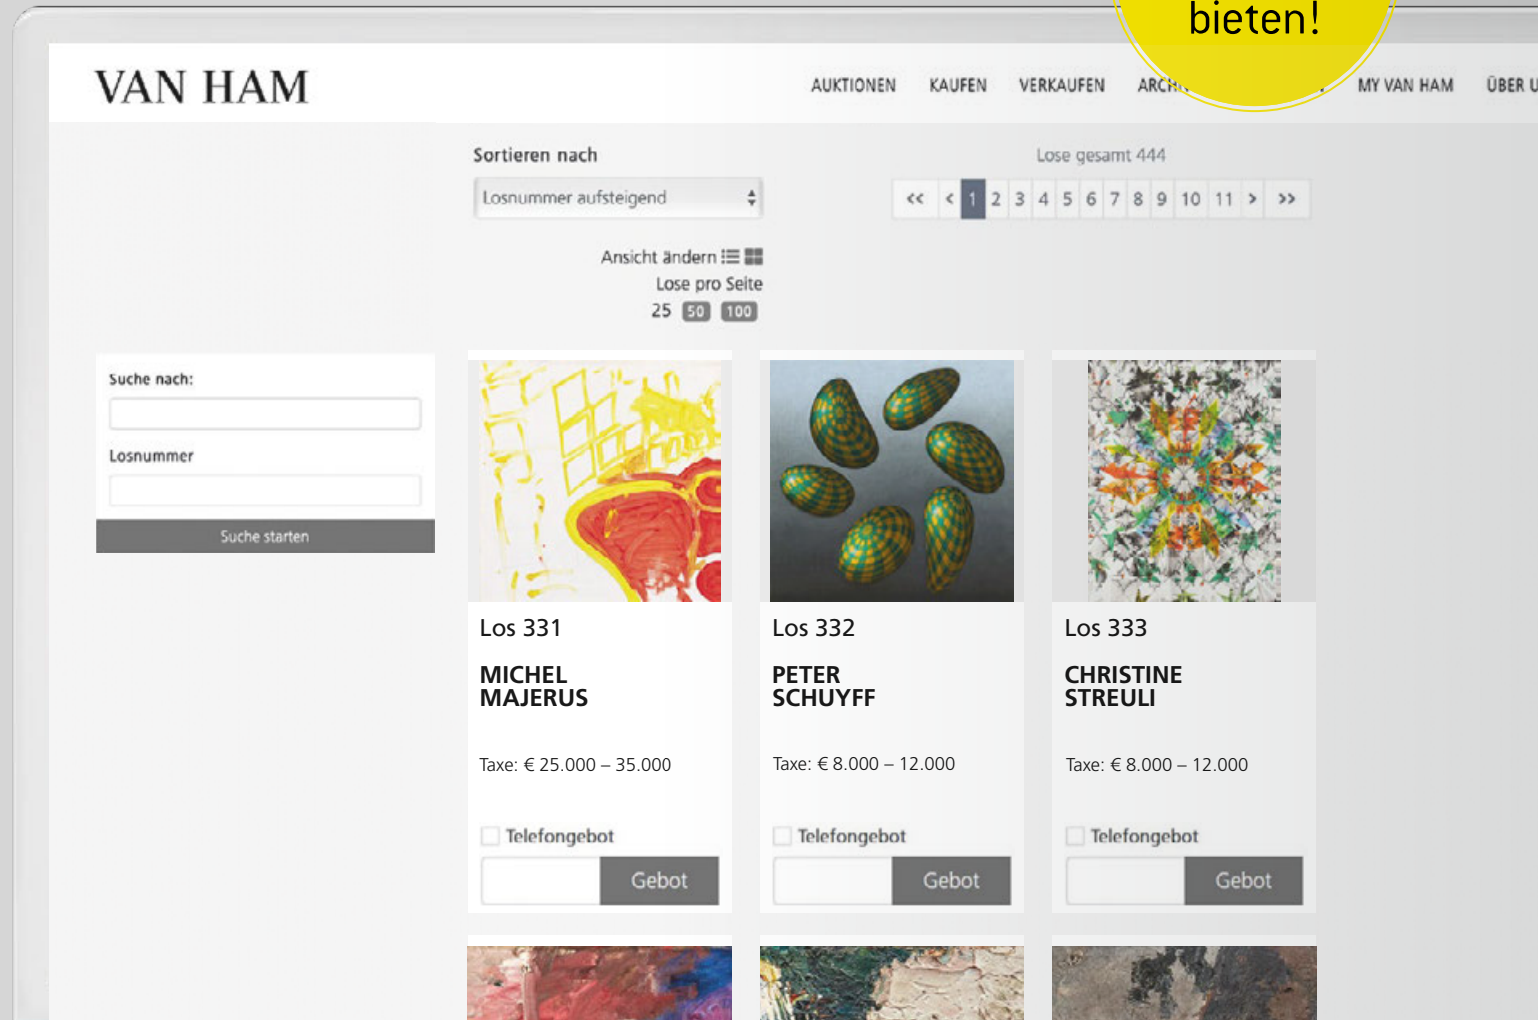 bieten!
VAN HAM
AUKTIONEN KAUFEN VERKAUFEN MY VAN HAM ÜBER
Sortieren nach
Lose gesamt 444
Losnummer aufsteigend
<< < 1 2 3 4 5 6 7 8 9 10 11 > >>
Ansicht ändern
Lose pro Seite
25 50 100
Suche nach:
Losnummer
Suche starten
Los 331
MICHEL
MAJERUS
Taxe: € 25.000 – 35.000
Telefongebot
Gebot
Los 332
PETER
SCHUYFF
Taxe: € 8.000 – 12.000
Telefongebot
Gebot
Los 333
CHRISTINE
STREULI
Taxe: € 8.000 – 12.000
Telefongebot
Gebot